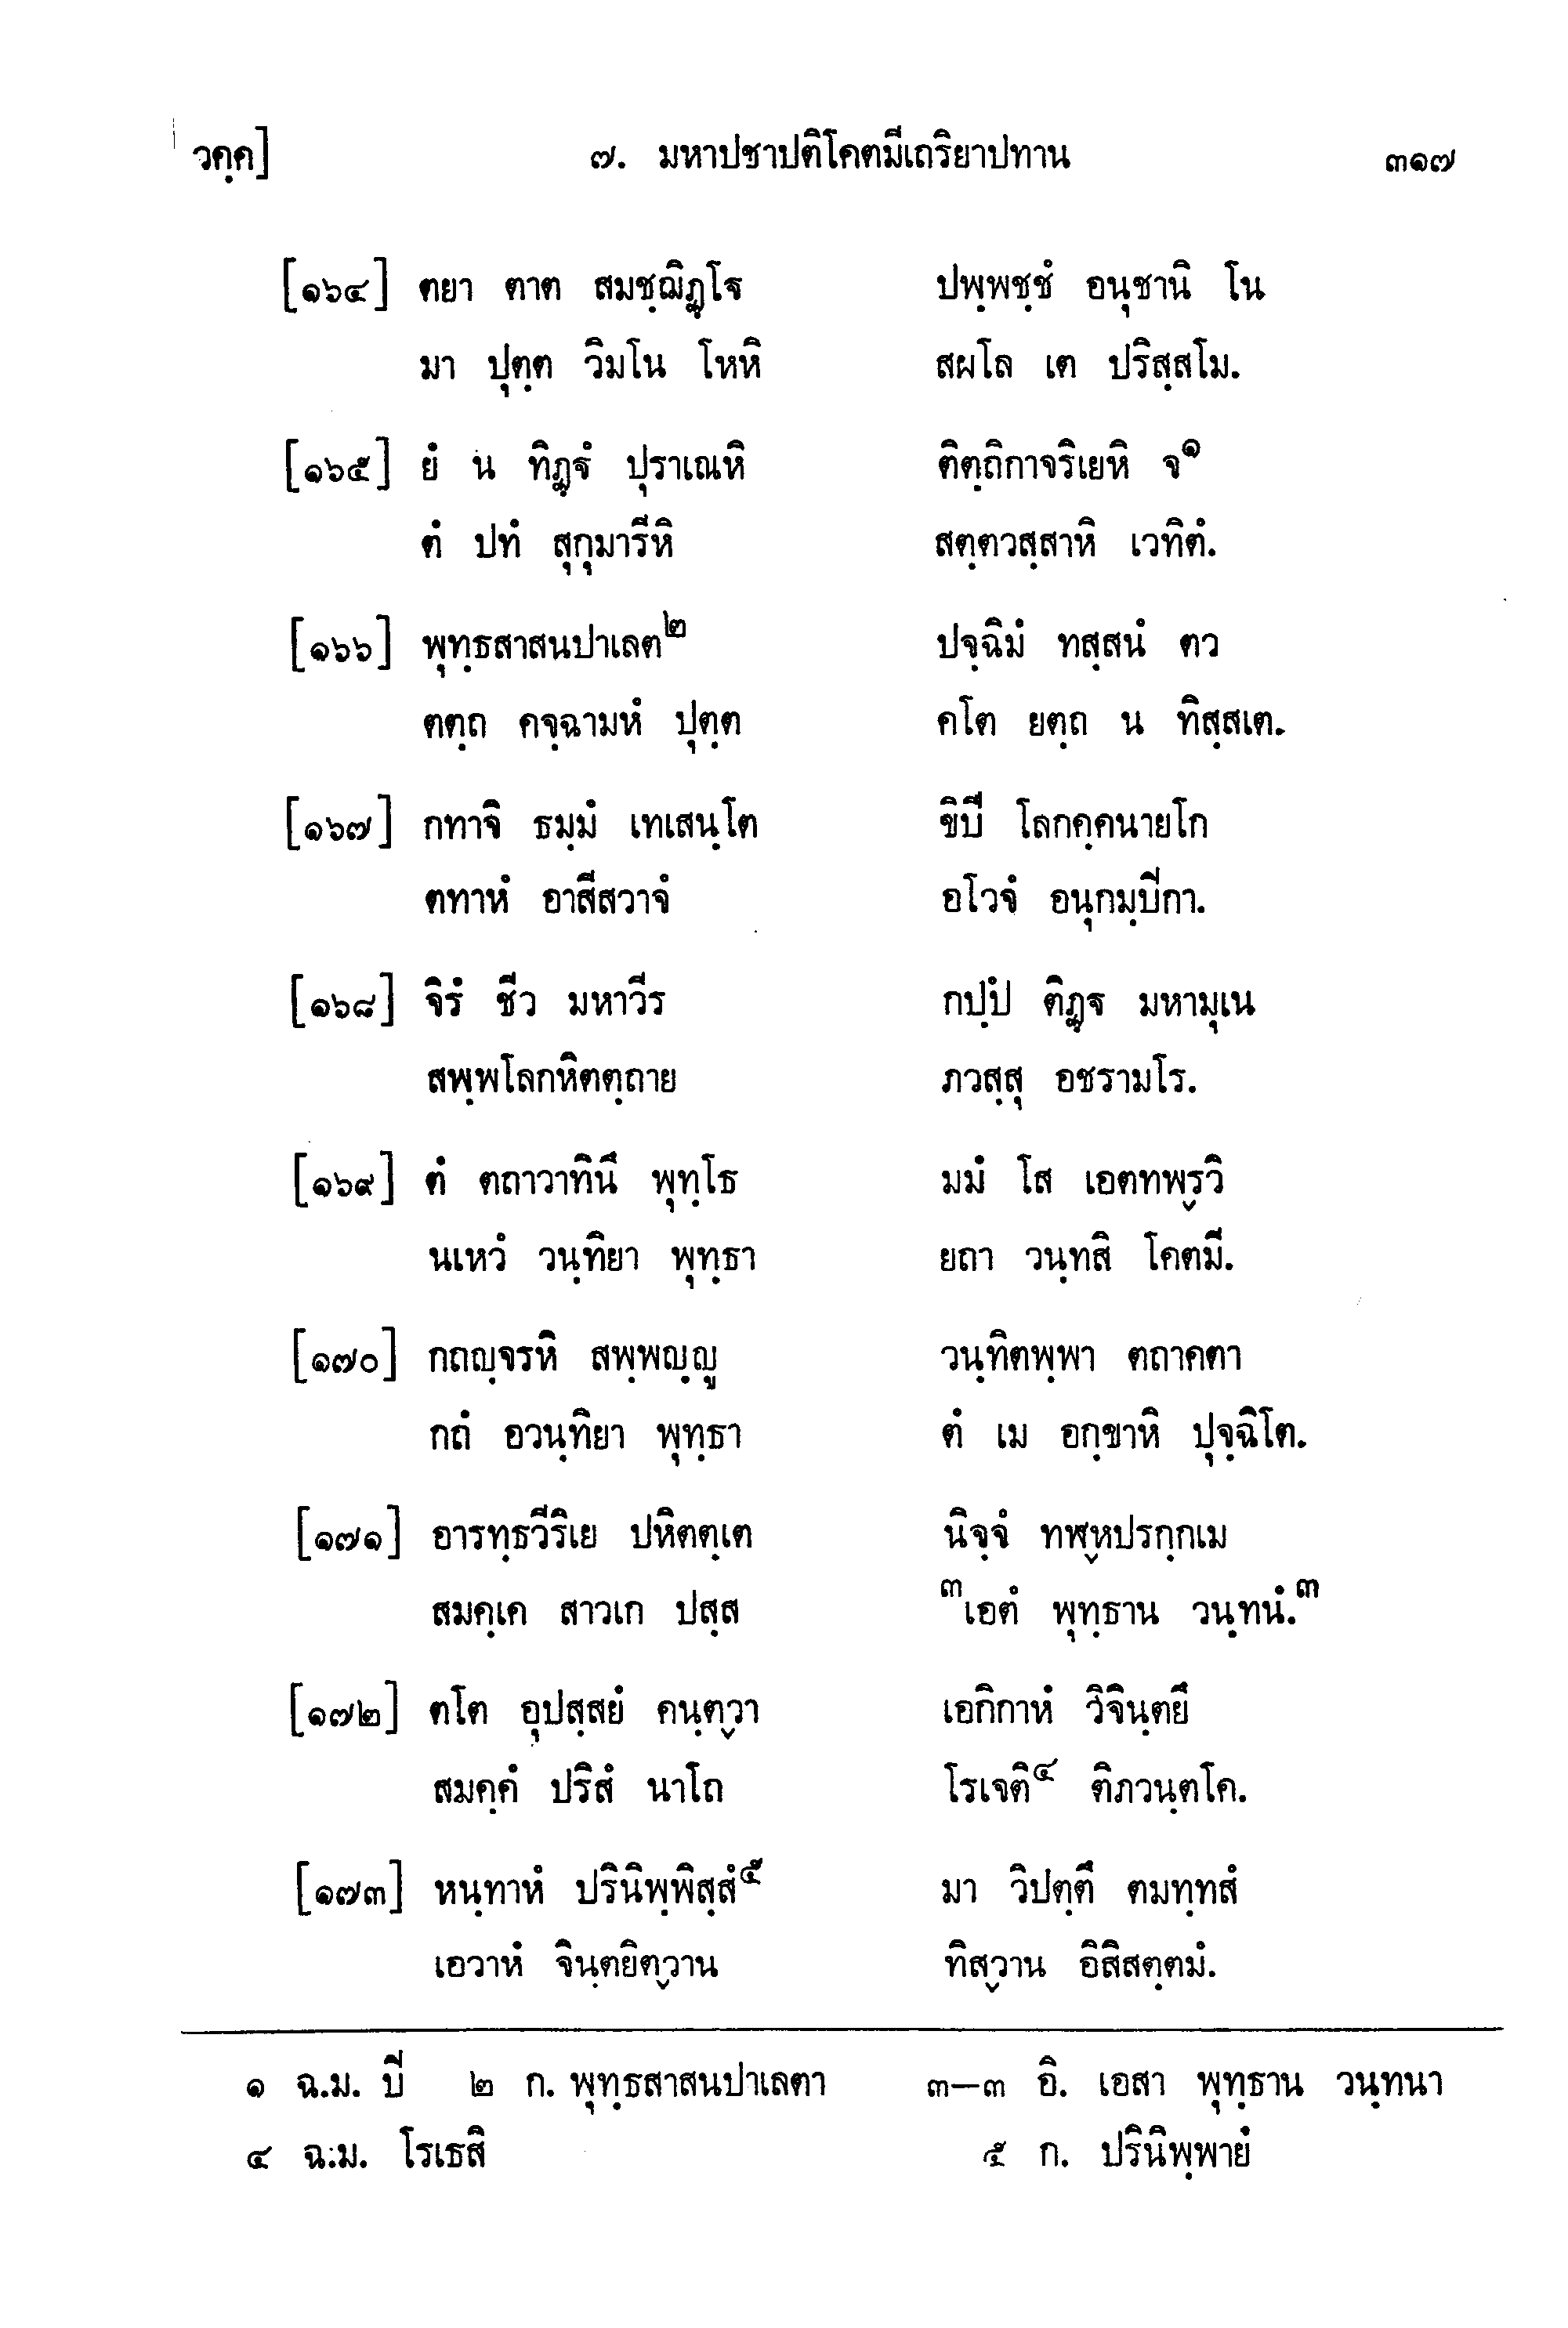 วคฺค] ๗. มหาปชาปติโคตมีเถริยาปทาน ๓๑๗
[๑๖๔] ตยา ตาต สมชฺฌิฏฺโฐ ปพฺพชฺชํ อนุชานิ โน
มา ปุตฺต วิมโน โหหิ สผโล เต ปริสฺสโม.
[๑๖๕] ยํ น ทิฏฺฐํ ปุราเณหิ ติตฺถิกาจริเยหิ จ๑
ตํ ปทํ สุกุมารีหิ สตฺตวสฺสาหิ เวทิตํ.
[๑๖๖] พุทฺธสาสนปาเลต๒ ปจฺฉิมํ ทสฺสนํ ตว
ตตฺถ คจฺฉามหํ ปุตฺต คโต ยตฺถ น ทิสฺสเต.
[๑๖๗] กทาจิ ธมฺมํ เทเสนฺโต ขิปี โลกคฺคนายโก
ตทาหํ อาสีสวาจํ อโวจํ อนุกมฺปีกา.
[๑๖๘] จิรํ ชีว มหาวีร กปฺปํ ติฏฺฐ มหามุเน
สพฺพโลกหิตตฺถาย ภวสฺสุ อชรามโร.
[๑๖๙] ตํ ตถาวาทินึ พุทฺโธ มมํ โส เอตทพฺรวิ
นเหวํ วนฺทิยา พุทฺธา ยถา วนฺทสิ โคตมี.
[๑๗๐] กถญฺจรหิ สพฺพญฺญู วนฺทิตพฺพา ตถาคตา
กถํ อวนฺทิยา พุทฺธา ตํ เม อกฺขาหิ ปุจฺฉิโต.
[๑๗๑] อารทฺธวีริเย ปหิตตฺเต นิจฺจํ ทฬฺหปรกฺกเม
สมคฺเค สาวเก ปสฺส ๓เอตํ พุทฺธาน วนฺทนํ.๓
[๑๗๒] ตโต อุปสฺสยํ คนฺตฺวา เอกิกาหํ วิจินฺตยึ
สมคฺคํ ปริสํ นาโถ โรเจติ๔ ติภวนฺตโค.
[๑๗๓] หนฺทาหํ ปรินิพฺพิสฺสํ๕ มา วิปตฺตึ ตมทฺทสํ
เอวาหํ จินฺตยิตฺวาน ทิสฺวาน อิสิสตฺตมํ.
๑ ฉ.ม. ปี ๒ ก. พุทฺธสาสนปาเลตา ๓—๓ อิ. เอสา พุทฺธาน วนฺทนา
๔ ฉ.ม. โรเธสิ ๕ ก. ปรินิพฺพายํ